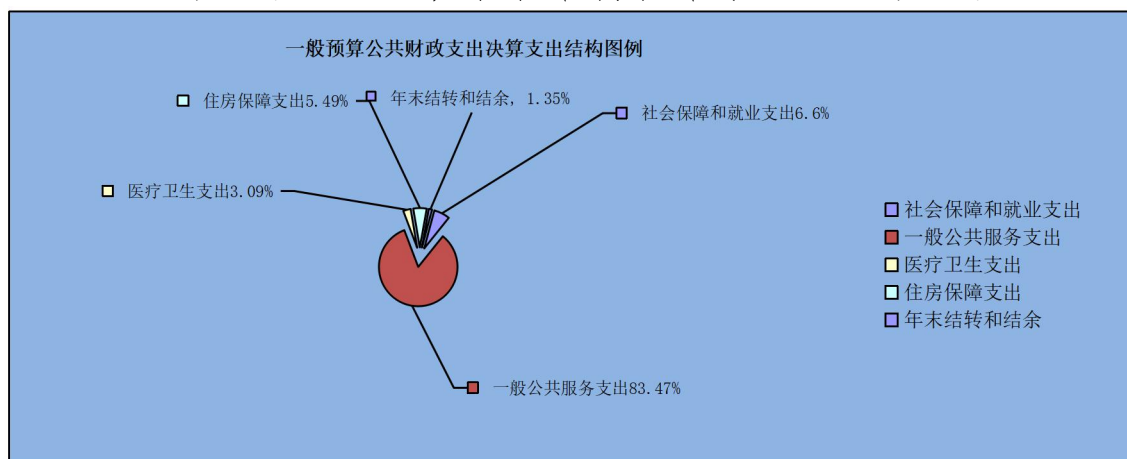 一般预算公共财政支出决算支出结构图例
住房保障支出5.49%
年末结转和结余, 1.35%
社会保障和就业支出6.6%
医疗卫生支出3.09%
一般公共服务支出83.47%
社会保障和就业支出
一般公共服务支出
医疗卫生支出
住房保障支出
年末结转和结余